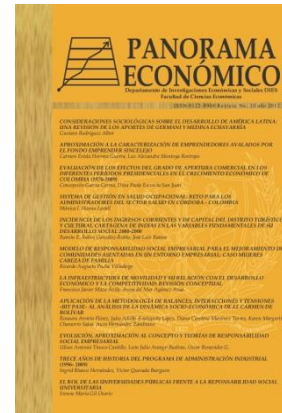 PANORAMA
ECONÓMICO
Departamento de Investigaciones Económicas y Sociales DIES
Facultad de Ciencias Económicas
CONSIDERACIONES SOCIOLÓGICAS SOBRE EL DESARROLLO DE AMÉRICA LATINA:
UNA REVISIÓN DE LOS APORTES DE GERMANI Y MEDINA ECHAVARRÍA
Gustavo Rodríguez Albor
APROXIMACIÓN A LA CARACTERIZACIÓN DE EMPRENDEDORES AVALADOS POR
EL FONDO EMPRENDER SINCELEJO
EVALUACIÓN DE LOS EFECTOS DEL GRADO DE APERTURA COMERCIAL EN LOS
DIFERENTES PERIODOS PRESIDENCIALES EN EL CRECIMIENTO ECONÓMICO DE
COLOMBIA (1970-2009)
SISTEMA DE GESTIÓN EN SALUD OCUPACIONAL: RETO PARA LOS
ADMINISTRADORES DEL SECTOR SALUD EN CÓRDOBA - COLOMBIA
INCIDENCIA DE LOS INGRESOS CORRIENTES Y DE CAPITAL DEL DISTRITO TURÍSTICO
Y CULTURAL CARTAGENA DE INDIAS EN LAS VARIABLES FUNDAMENTALES DE SU
DESARROLLO SOCIAL 2000-2006
MODELO DE RESPONSABILIDAD SOCIAL EMPRESARIAL PARA EL MEJORAMIENTO DE
COMUNIDADES ASENTADAS EN UN ENTORNO EMPRESARIAL: CASO MUJERES
CABEZA DE FAMILIA
LA INFRAESTRUCTURA DE MOVILIDAD Y SU RELACIÓN CON EL DESARROLLO
ECONÓMICO Y LA COMPETITIVIDAD: REVISIÓN CONCEPTUAL
APLICACIÓN DE LA METODOLOGÍA DE BALANCES, INTERACCIONES Y TENSIONES
AL ANÁLISIS DE LA DINÁMICA SOCIO-ECONÓMICA DE EL CARMEN DE
BOLÍVAR
EVOLUCIÓN, APROXIMACIÓN AL CONCEPTO Y TEORÍAS DE RESPONSABILIDAD
SOCIAL EMPRESARIAL
TRECE AÑOS DE HISTORIA DEL PROGRAMA DE ADMINISTRACIÓN INDUSTRIAL
(1996- 2009)
EL ROL DE LAS UNIVERSIDADES PÚBLICAS FRENTE A LA RESPONSABILIDAD SOCIAL
UNIVERSITARIA